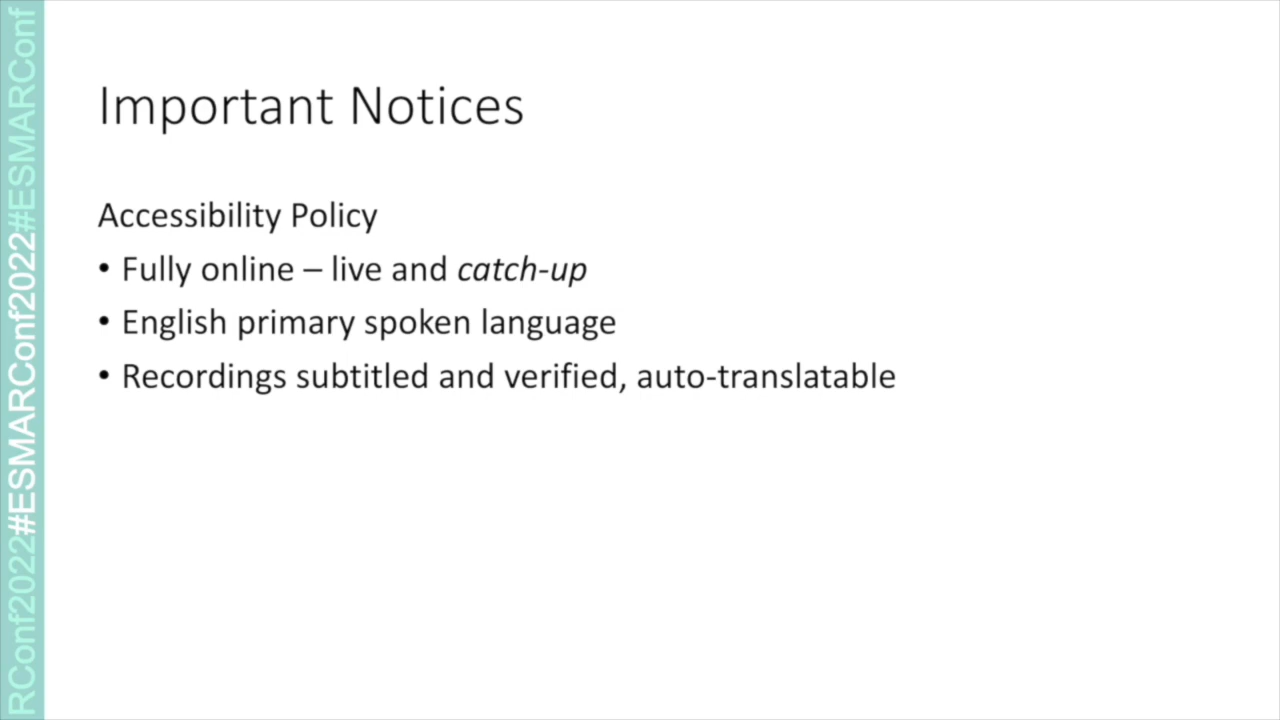 Important Notices
Accessibility Policy
• Fully online – live and catch-up
• English primary spoken language
• Recordings subtitled and verified, auto-translatable
RConf2022#ESMARConf2022#ESMARConf